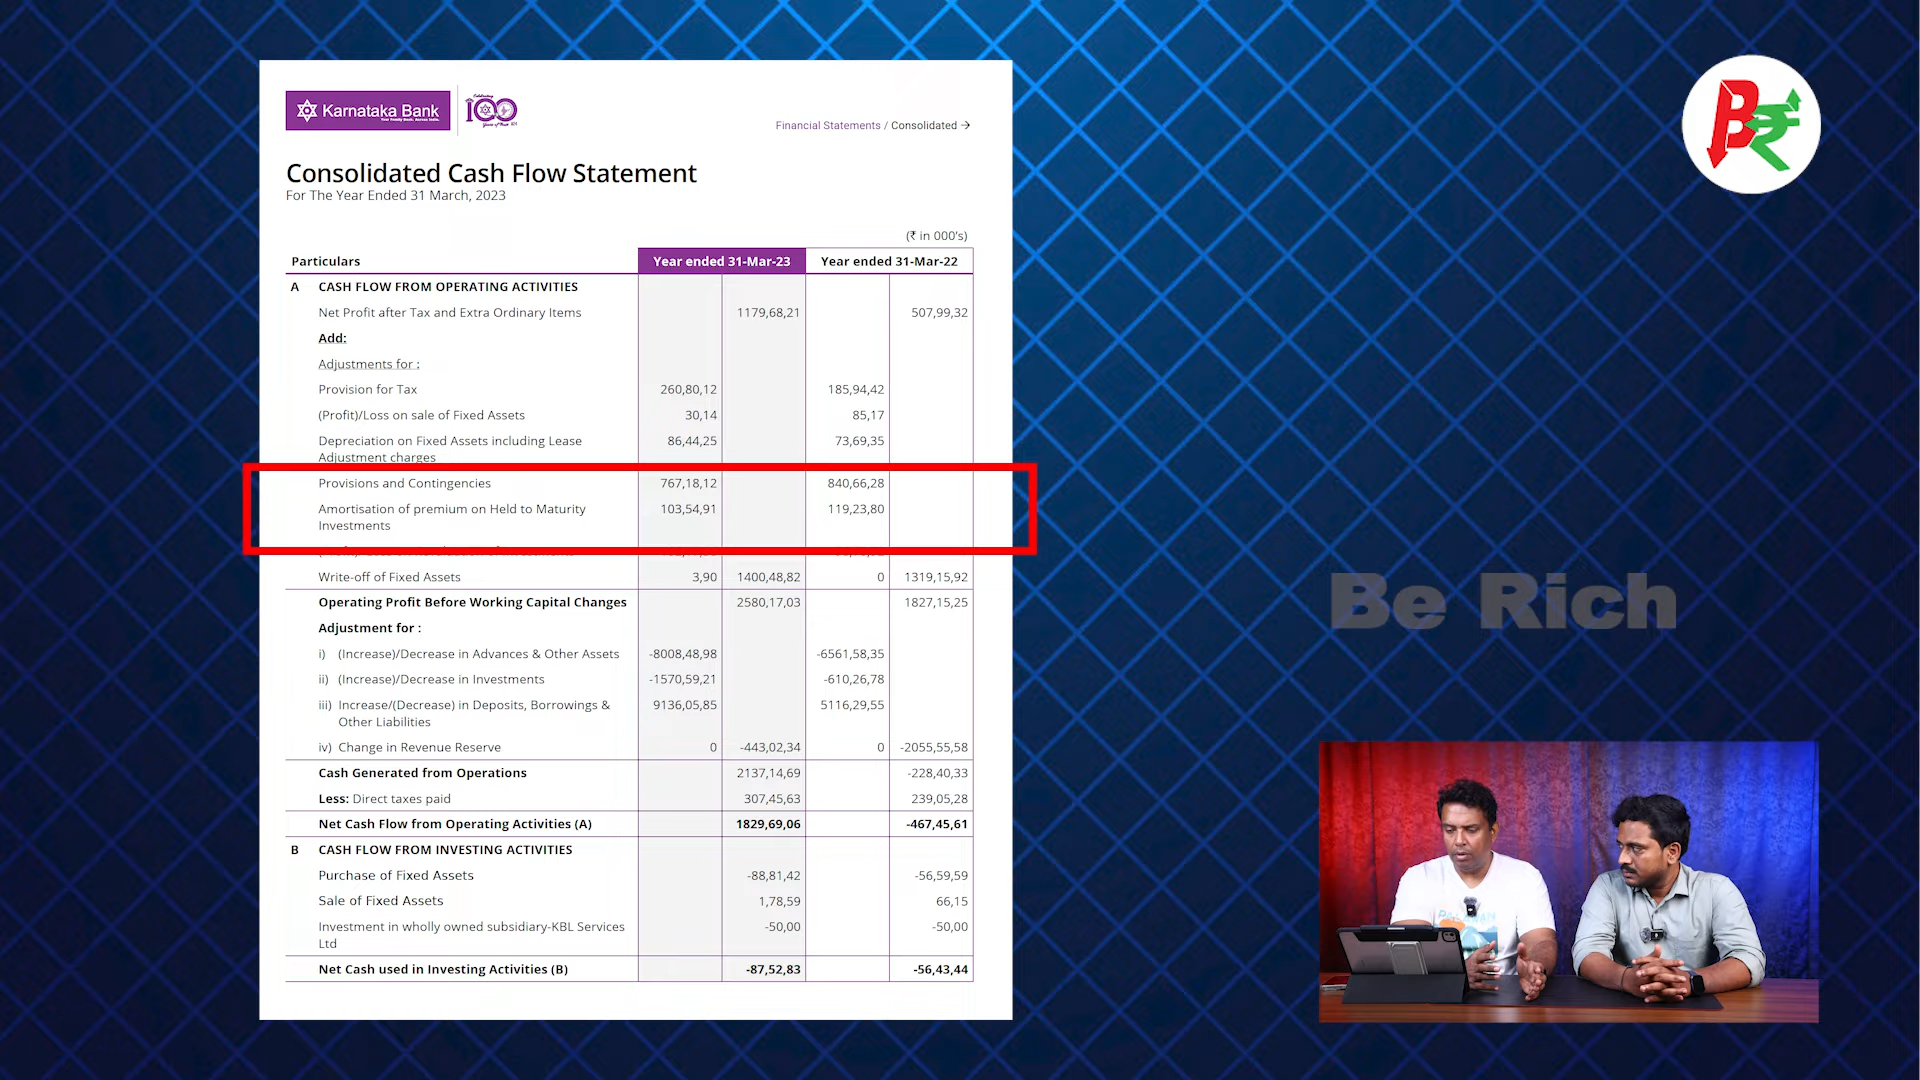 Karnataka Bank
Your Family Bank. Across India.
Celebrating
100
Financial Statements / Consolidated →
Consolidated Cash Flow Statement
For The Year Ended 31 March, 2023
(₹ in 000's)
Particulars Year ended 31-Mar-23 Year ended 31-Mar-22
A CASH FLOW FROM OPERATING ACTIVITIES
Net Profit after Tax and Extra Ordinary Items 1179,68,21 507,99,32
Add:
Adjustments for :
Provision for Tax 260,80,12 185,94,42
(Profit)/Loss on sale of Fixed Assets 30,14 85,17
Depreciation on Fixed Assets including Lease 86,44,25 73,69,35
Adjustment charges
Provisions and Contingencies 767,18,12 840,66,28
Amortisation of premium on Held to Maturity 103,54,91 119,23,80
Investments
Write-off of Fixed Assets 3,90 1400,48,82 0 1319,15,92
Operating Profit Before Working Capital Changes 2580,17,03 1827,15,25
Adjustment for :
i) (Increase)/Decrease in Advances & Other Assets -8008,48,98 -6561,58,35
ii) (Increase)/Decrease in Investments -1570,59,21 -610,26,78
iii) Increase/(Decrease) in Deposits, Borrowings & 9136,05,85 5116,29,55
Other Liabilities
iv) Change in Revenue Reserve 0 -443,02,34 0 -2055,55,58
Cash Generated from Operations 2137,14,69 -228,40,33
Less: Direct taxes paid 307,45,63 239,05,28
Net Cash Flow from Operating Activities (A) 1829,69,06 -467,45,61
B CASH FLOW FROM INVESTING ACTIVITIES
Purchase of Fixed Assets -88,81,42 -56,59,59
Sale of Fixed Assets 1,78,59 66,15
Investment in wholly owned subsidiary-KBL Services -50,00 -50,00
Ltd
Net Cash used in Investing Activities (B) -87,52,83 -56,43,44
Be Rich